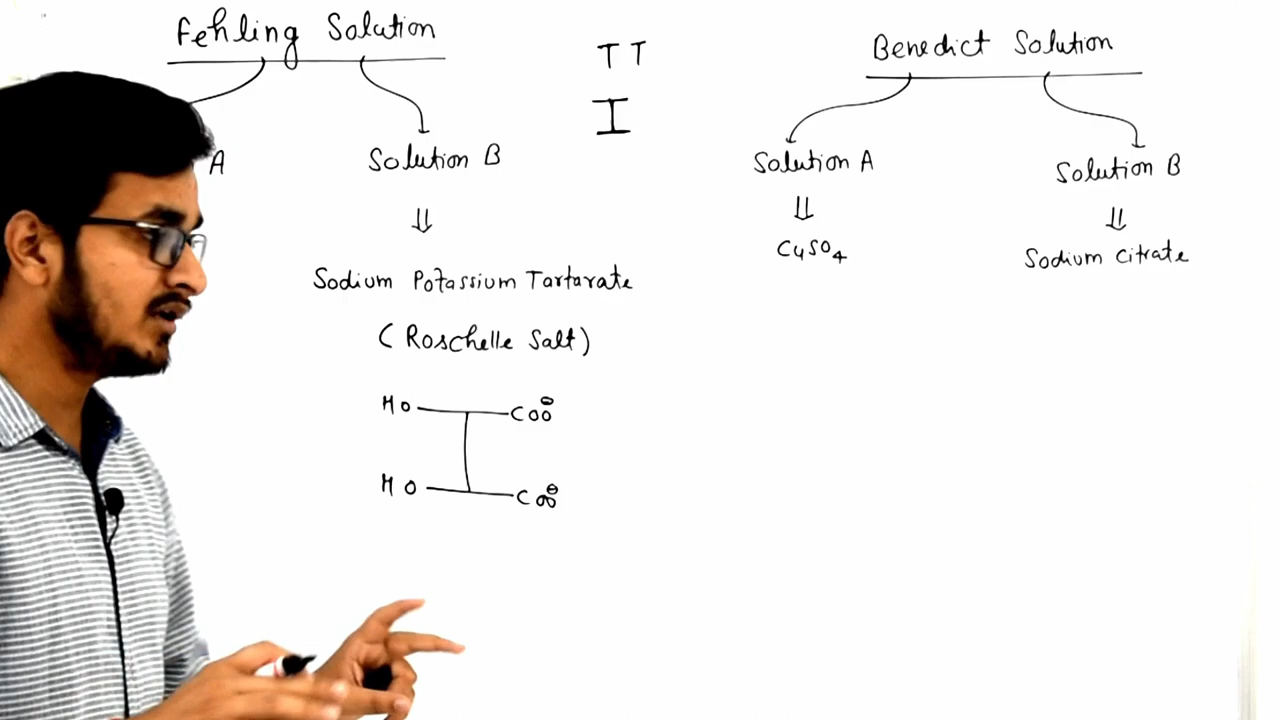 Fehling Solution
A
Solution B
⇓
Sodium Potassium Tartarate
(Roschelle Salt)
HO COO⊖
HO COO⊖
TT
I
Benedict Solution
Solution A
⇓
CuSO4
Solution B
⇓
Sodium Citrate